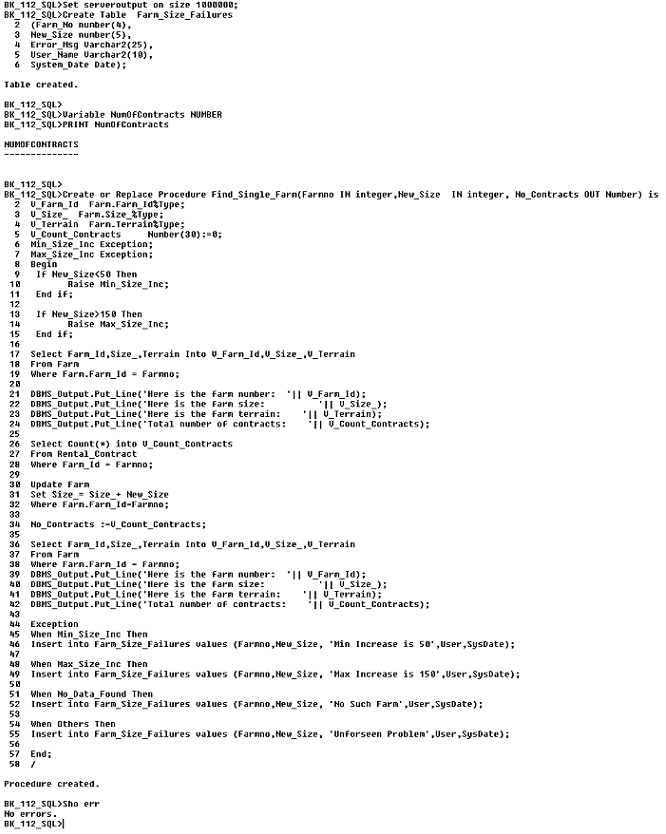 BK_112_SQL>Set serveroutput on size 1000000;
BK_112_SQL>Create Table  Farm_Size_Failures
  2  (Farm_No number(4),
  3  New_Size number(5),
  4  Error_Msg Varchar2(25),
  5  User_Name Varchar2(10),
  6  System_Date Date);

Table created.

BK_112_SQL>
BK_112_SQL>Variable NumOfContracts NUMBER
BK_112_SQL>PRINT NumOfContracts

NUMOFCONTRACTS
--------------


BK_112_SQL>
BK_112_SQL>Create or Replace Procedure Find_Single_Farm(Farmno IN integer,New_Size  IN integer, No_Contracts OUT Number) is
  2  V_Farm_Id  Farm.Farm_Id%Type;
  3  V_Size_  Farm.Size_%Type;
  4  V_Terrain  Farm.Terrain%Type;
  5  V_Count_Contracts     Number(30):=0;
  6  Min_Size_Inc Exception;
  7  Max_Size_Inc Exception;
  8  Begin
  9   If New_Size<50 Then
 10        Raise Min_Size_Inc;
 11   End if;
 12
 13   If New_Size>150 Then
 14        Raise Max_Size_Inc;
 15   End if;
 16
 17  Select Farm_Id,Size_,Terrain Into V_Farm_Id,V_Size_,V_Terrain
 18  From Farm
 19  Where Farm.Farm_Id = Farmno;
 20
 21  DBMS_Output.Put_Line('Here is the farm number:  '|| V_Farm_Id);
 22  DBMS_Output.Put_Line('Here is the farm size:          '|| V_Size_);
 23  DBMS_Output.Put_Line('Here is the farm terrain:    '|| V_Terrain);
 24  DBMS_Output.Put_Line('Total number of contracts:    '|| V_Count_Contracts);
 25
 26  Select Count(*) into V_Count_Contracts
 27  From Rental_Contract
 28  Where Farm_Id = Farmno;
 29
 30  Update Farm
 31  Set Size_= Size_+ New_Size
 32  Where Farm.Farm_Id=Farmno;
 33
 34  No_Contracts :=V_Count_Contracts;
 35
 36  Select Farm_Id,Size_,Terrain Into V_Farm_Id,V_Size_,V_Terrain
 37  From Farm
 38  Where Farm.Farm_Id = Farmno;
 39  DBMS_Output.Put_Line('Here is the farm number:  '|| V_Farm_Id);
 40  DBMS_Output.Put_Line('Here is the farm size:          '|| V_Size_);
 41  DBMS_Output.Put_Line('Here is the farm terrain:    '|| V_Terrain);
 42  DBMS_Output.Put_Line('Total number of contracts:    '|| V_Count_Contracts);
 43
 44  Exception
 45  When Min_Size_Inc Then
 46  Insert into Farm_Size_Failures values (Farmno,New_Size, 'Min Increase is 50',User,SysDate);
 47
 48  When Max_Size_Inc Then
 49  Insert into Farm_Size_Failures values (Farmno,New_Size, 'Max Increase is 150',User,SysDate);
 50
 51  When No_Data_Found Then
 52  Insert into Farm_Size_Failures values (Farmno,New_Size, 'No Such Farm',User,SysDate);
 53
 54  When Others Then
 55  Insert into Farm_Size_Failures values (Farmno,New_Size, 'Unforseen Problem',User,SysDate);
 56
 57  End;
 58  /

Procedure created.

BK_112_SQL>Sho err
No errors.
BK_112_SQL>